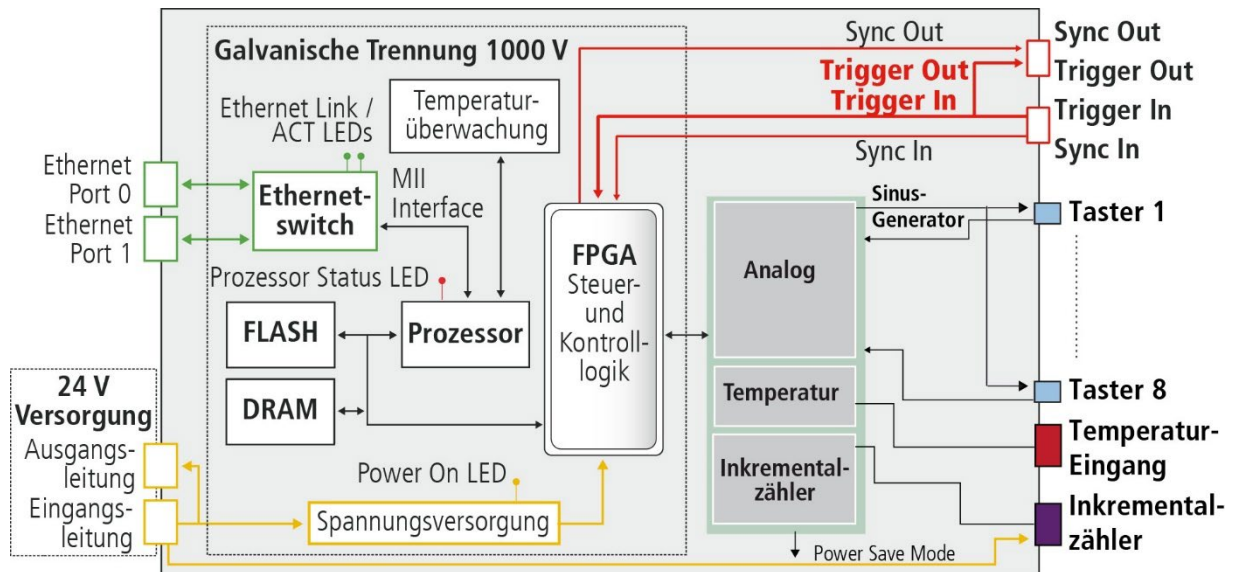 Galvanische Trennung 1000 V
Ethernet Link /
ACT LEDs
Temperatur-
überwachung
Ethernet
Port 0
Ethernet
Port 1
Ethernet-
switch
MII
Interface
Prozessor Status LED
FLASH
Prozessor
DRAM
FPGA
Steuer-
und
Kontroll-
logik
24 V
Versorgung
Ausgangs-
leitung
Eingangs-
leitung
Power On LED
Spannungsversorgung
Sync Out
Trigger Out
Trigger In
Sync In
Sync Out
Trigger Out
Trigger In
Sync In
Sinus-
Generator
Analog
Temperatur
Inkremental-
zähler
Power Save Mode
Taster 1
Taster 8
Temperatur-
Eingang
Inkremental-
zähler